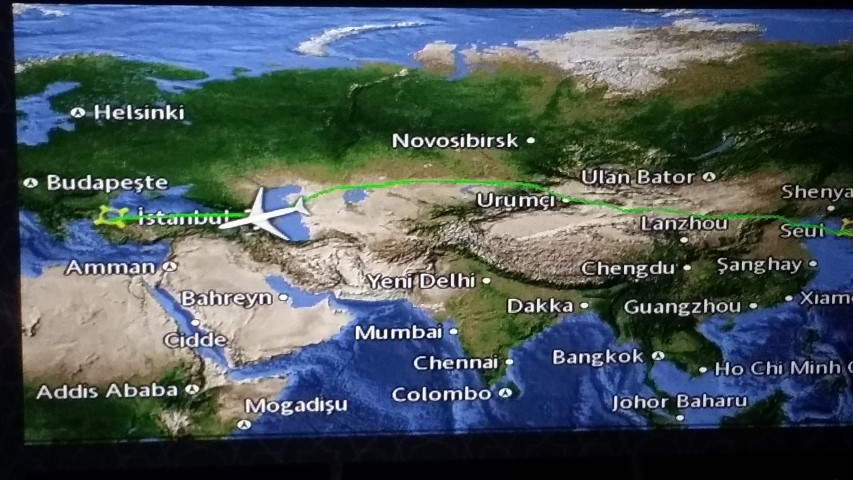 Helsinki
Novosibirsk
Budapeşte
Ulan Bator
Shenya
Urumçi
İstanbul
Lanzhou
Seul
Amman
Yeni Delhi
Chengdu
Şanghay
Bahreyn
Dakka
Guangzhou
Xiam
Cidde
Mumbai
Chennai
Bangkok
Ho Chi Minh C
Addis Ababa
Colombo
Johor Baharu
Mogadişu